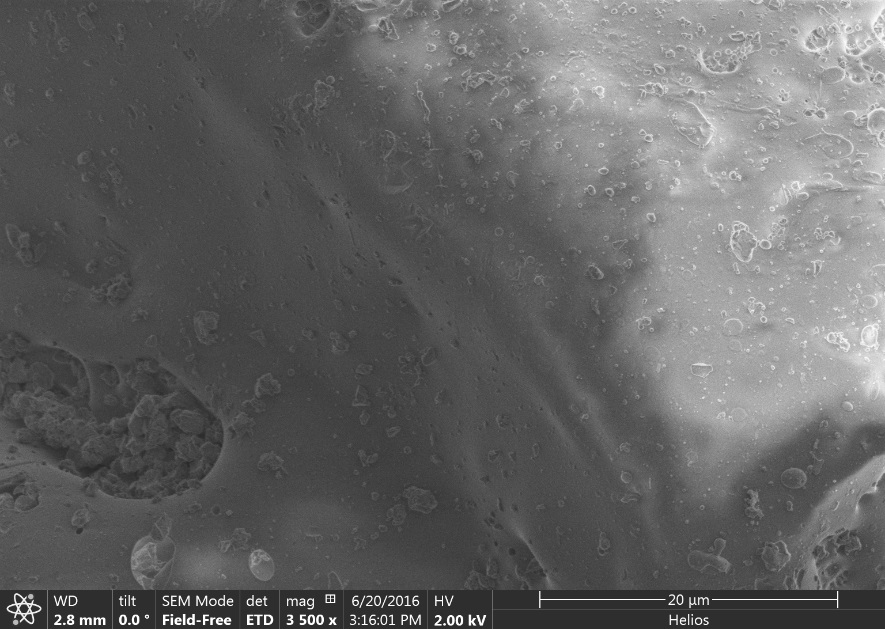 WD tilt SEM Mode det mag 6/20/2016 HV 20 µm
2.8 mm 0.0 ° Field-Free ETD 3 500 x 3:16:01 PM 2.00 kV Helios